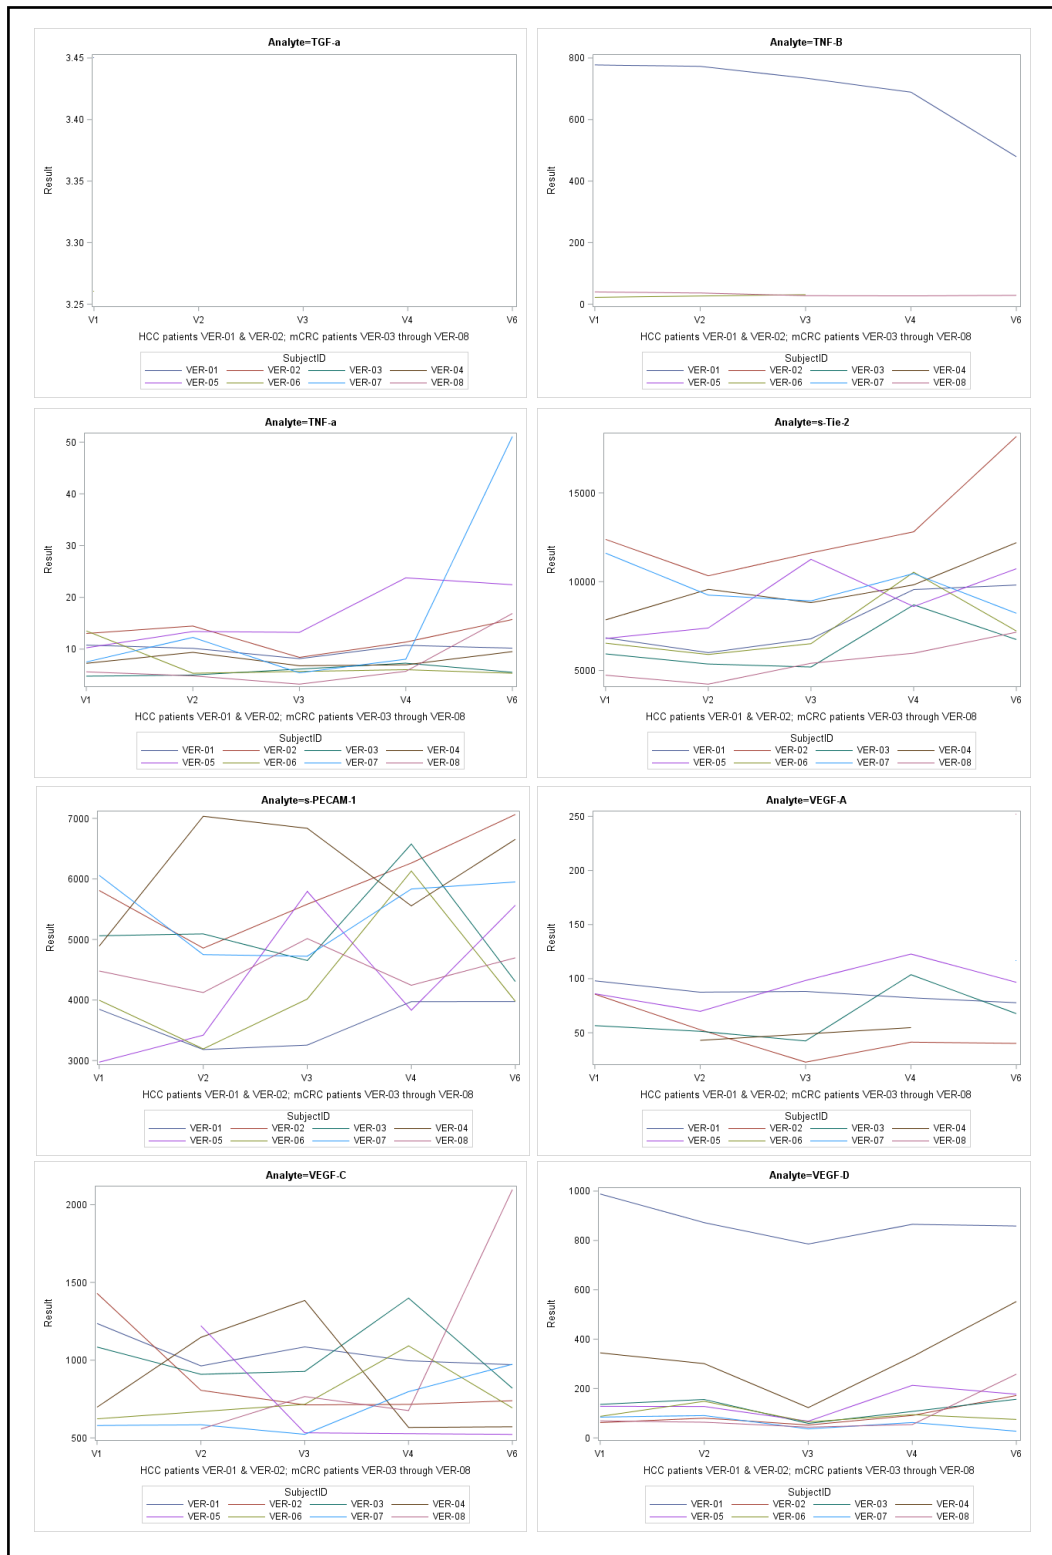 Analyte=TGF-a
3.45
3.40
3.35
3.30
3.25
Result
V1 V2 V3 V4 V6
HCC patients VER-01 & VER-02; mCRC patients VER-03 through VER-08
SubjectID
VER-01 VER-02 VER-03 VER-04
VER-05 VER-06 VER-07 VER-08
Analyte=TNF-B
800
600
400
200
0
Result
V1 V2 V3 V4 V6
HCC patients VER-01 & VER-02; mCRC patients VER-03 through VER-08
SubjectID
VER-01 VER-02 VER-03 VER-04
VER-05 VER-06 VER-07 VER-08
Analyte=TNF-a
50
40
30
20
10
Result
V1 V2 V3 V4 V6
HCC patients VER-01 & VER-02; mCRC patients VER-03 through VER-08
SubjectID
VER-01 VER-02 VER-03 VER-04
VER-05 VER-06 VER-07 VER-08
Analyte=s-Tie-2
15000
10000
5000
Result
V1 V2 V3 V4 V6
HCC patients VER-01 & VER-02; mCRC patients VER-03 through VER-08
SubjectID
VER-01 VER-02 VER-03 VER-04
VER-05 VER-06 VER-07 VER-08
Analyte=s-PECAM-1
7000
6000
5000
4000
3000
Result
V1 V2 V3 V4 V6
HCC patients VER-01 & VER-02; mCRC patients VER-03 through VER-08
SubjectID
VER-01 VER-02 VER-03 VER-04
VER-05 VER-06 VER-07 VER-08
Analyte=VEGF-A
250
200
150
100
50
Result
V1 V2 V3 V4 V6
HCC patients VER-01 & VER-02; mCRC patients VER-03 through VER-08
SubjectID
VER-01 VER-02 VER-03 VER-04
VER-05 VER-06 VER-07 VER-08
Analyte=VEGF-C
2000
1500
1000
500
Result
V1 V2 V3 V4 V6
HCC patients VER-01 & VER-02; mCRC patients VER-03 through VER-08
SubjectID
VER-01 VER-02 VER-03 VER-04
VER-05 VER-06 VER-07 VER-08
Analyte=VEGF-D
1000
800
600
400
200
0
Result
V1 V2 V3 V4 V6
HCC patients VER-01 & VER-02; mCRC patients VER-03 through VER-08
SubjectID
VER-01 VER-02 VER-03 VER-04
VER-05 VER-06 VER-07 VER-08